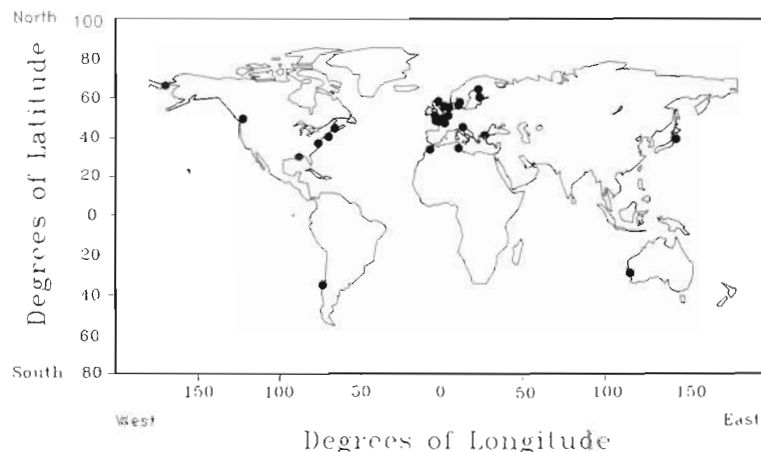 North 100
80
60
40
20
0
20
40
60
South 80
Degrees of Latitude
150 100 50 0 50 100 150
West East
Degrees of Longitude